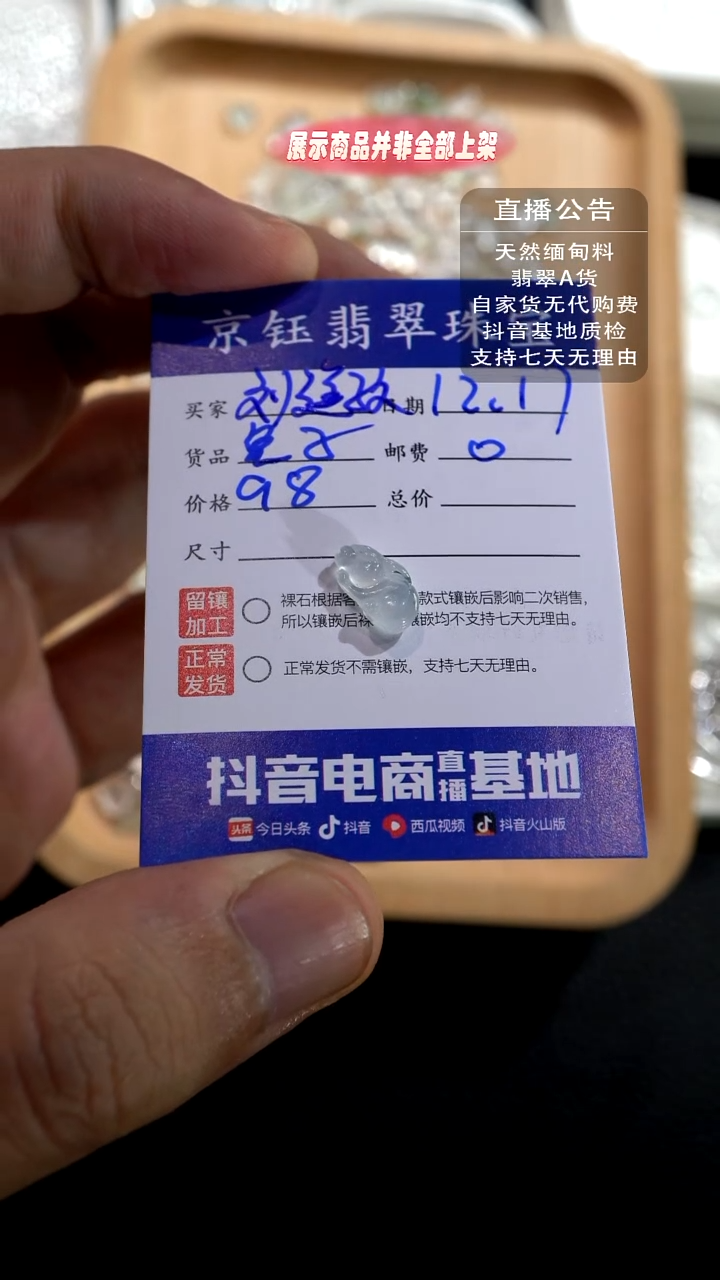 展示商品并非全部上架
直播公告
天然缅甸料
翡翠A货
自家货无代购费
抖音基地质检
支持七天无理由
京钰翡翠珠宝
买家 刘 日期 12.17
货品 邮费 0
价格 98 总价
尺寸
留镶加工 裸石根据客 款式镶嵌后影响二次销售，
所以镶嵌后裸 镶嵌均不支持七天无理由。
正常发货 正常发货不需镶嵌，支持七天无理由。
抖音电商直播基地
头条 今日头条 抖音 西瓜视频 抖音火山版